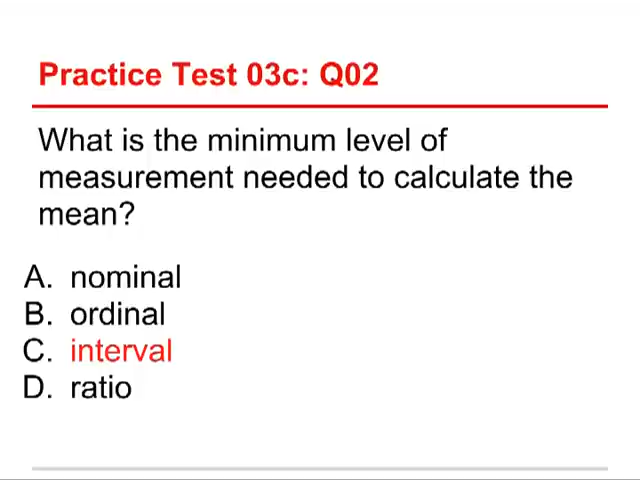 Practice Test 03c: Q02
What is the minimum level of
measurement needed to calculate the
mean?
A. nominal
B. ordinal
C. interval
D. ratio